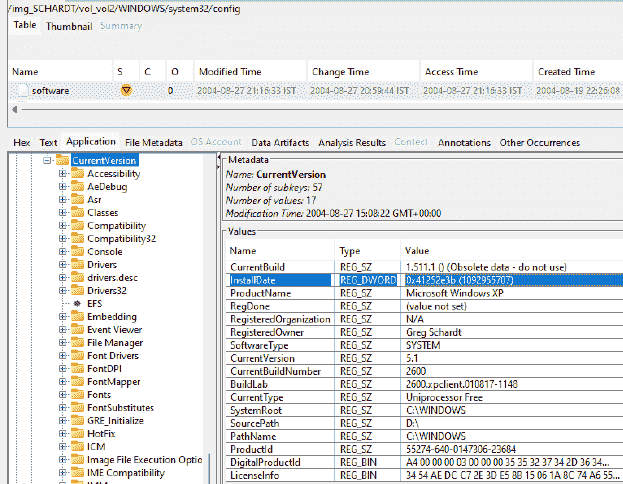 /img_SCHARDT/vol_vol2/WINDOWS/system32/config
Table Thumbnail Summary
Name S C O Modified Time Change Time Access Time Created Time
software 0 2004-08-27 21:16:33 IST 2004-08-27 20:59:44 IST 2004-08-27 21:16:33 IST 2004-08-19 22:26:08
Hex Text Application File Metadata OS Account Data Artifacts Analysis Results Context Annotations Other Occurrences
CurrentVersion
Accessibility
AeDebug
Asr
Classes
Compatibility
Compatibility32
Console
Drivers
drivers.desc
Drivers32
EFS
Embedding
Event Viewer
File Manager
Font Drivers
FontDPI
FontMapper
Fonts
FontSubstitutes
GRE_Initialize
HotFix
ICM
Image File Execution Optio
IME Compatibility
Metadata
Name: CurrentVersion
Number of subkeys: 57
Number of values: 17
Modification Time: 2004-08-27 15:08:22 GMT+00:00
Values
Name Type Value
CurrentBuild REG_SZ 1.511.1 () (Obsolete data - do not use)
InstallDate REG_DWORD 0x41252e3b (1092955707)
ProductName REG_SZ Microsoft Windows XP
RegDone REG_SZ (value not set)
RegisteredOrganization REG_SZ N/A
RegisteredOwner REG_SZ Greg Schardt
SoftwareType REG_SZ SYSTEM
CurrentVersion REG_SZ 5.1
CurrentBuildNumber REG_SZ 2600
BuildLab REG_SZ 2600.xpclient.010817-1148
CurrentType REG_SZ Uniprocessor Free
SystemRoot REG_SZ C:\WINDOWS
SourcePath REG_SZ D:\
PathName REG_SZ C:\WINDOWS
ProductId REG_SZ 55274-640-0147306-23684
DigitalProductId REG_BIN A4 00 00 00 03 00 00 00 35 35 32 37 34 2D 36 34...
LicenseInfo REG_BIN 34 54 AE DC C7 2E 3D E5 8B 15 06 1A 8C 74 A6 55...